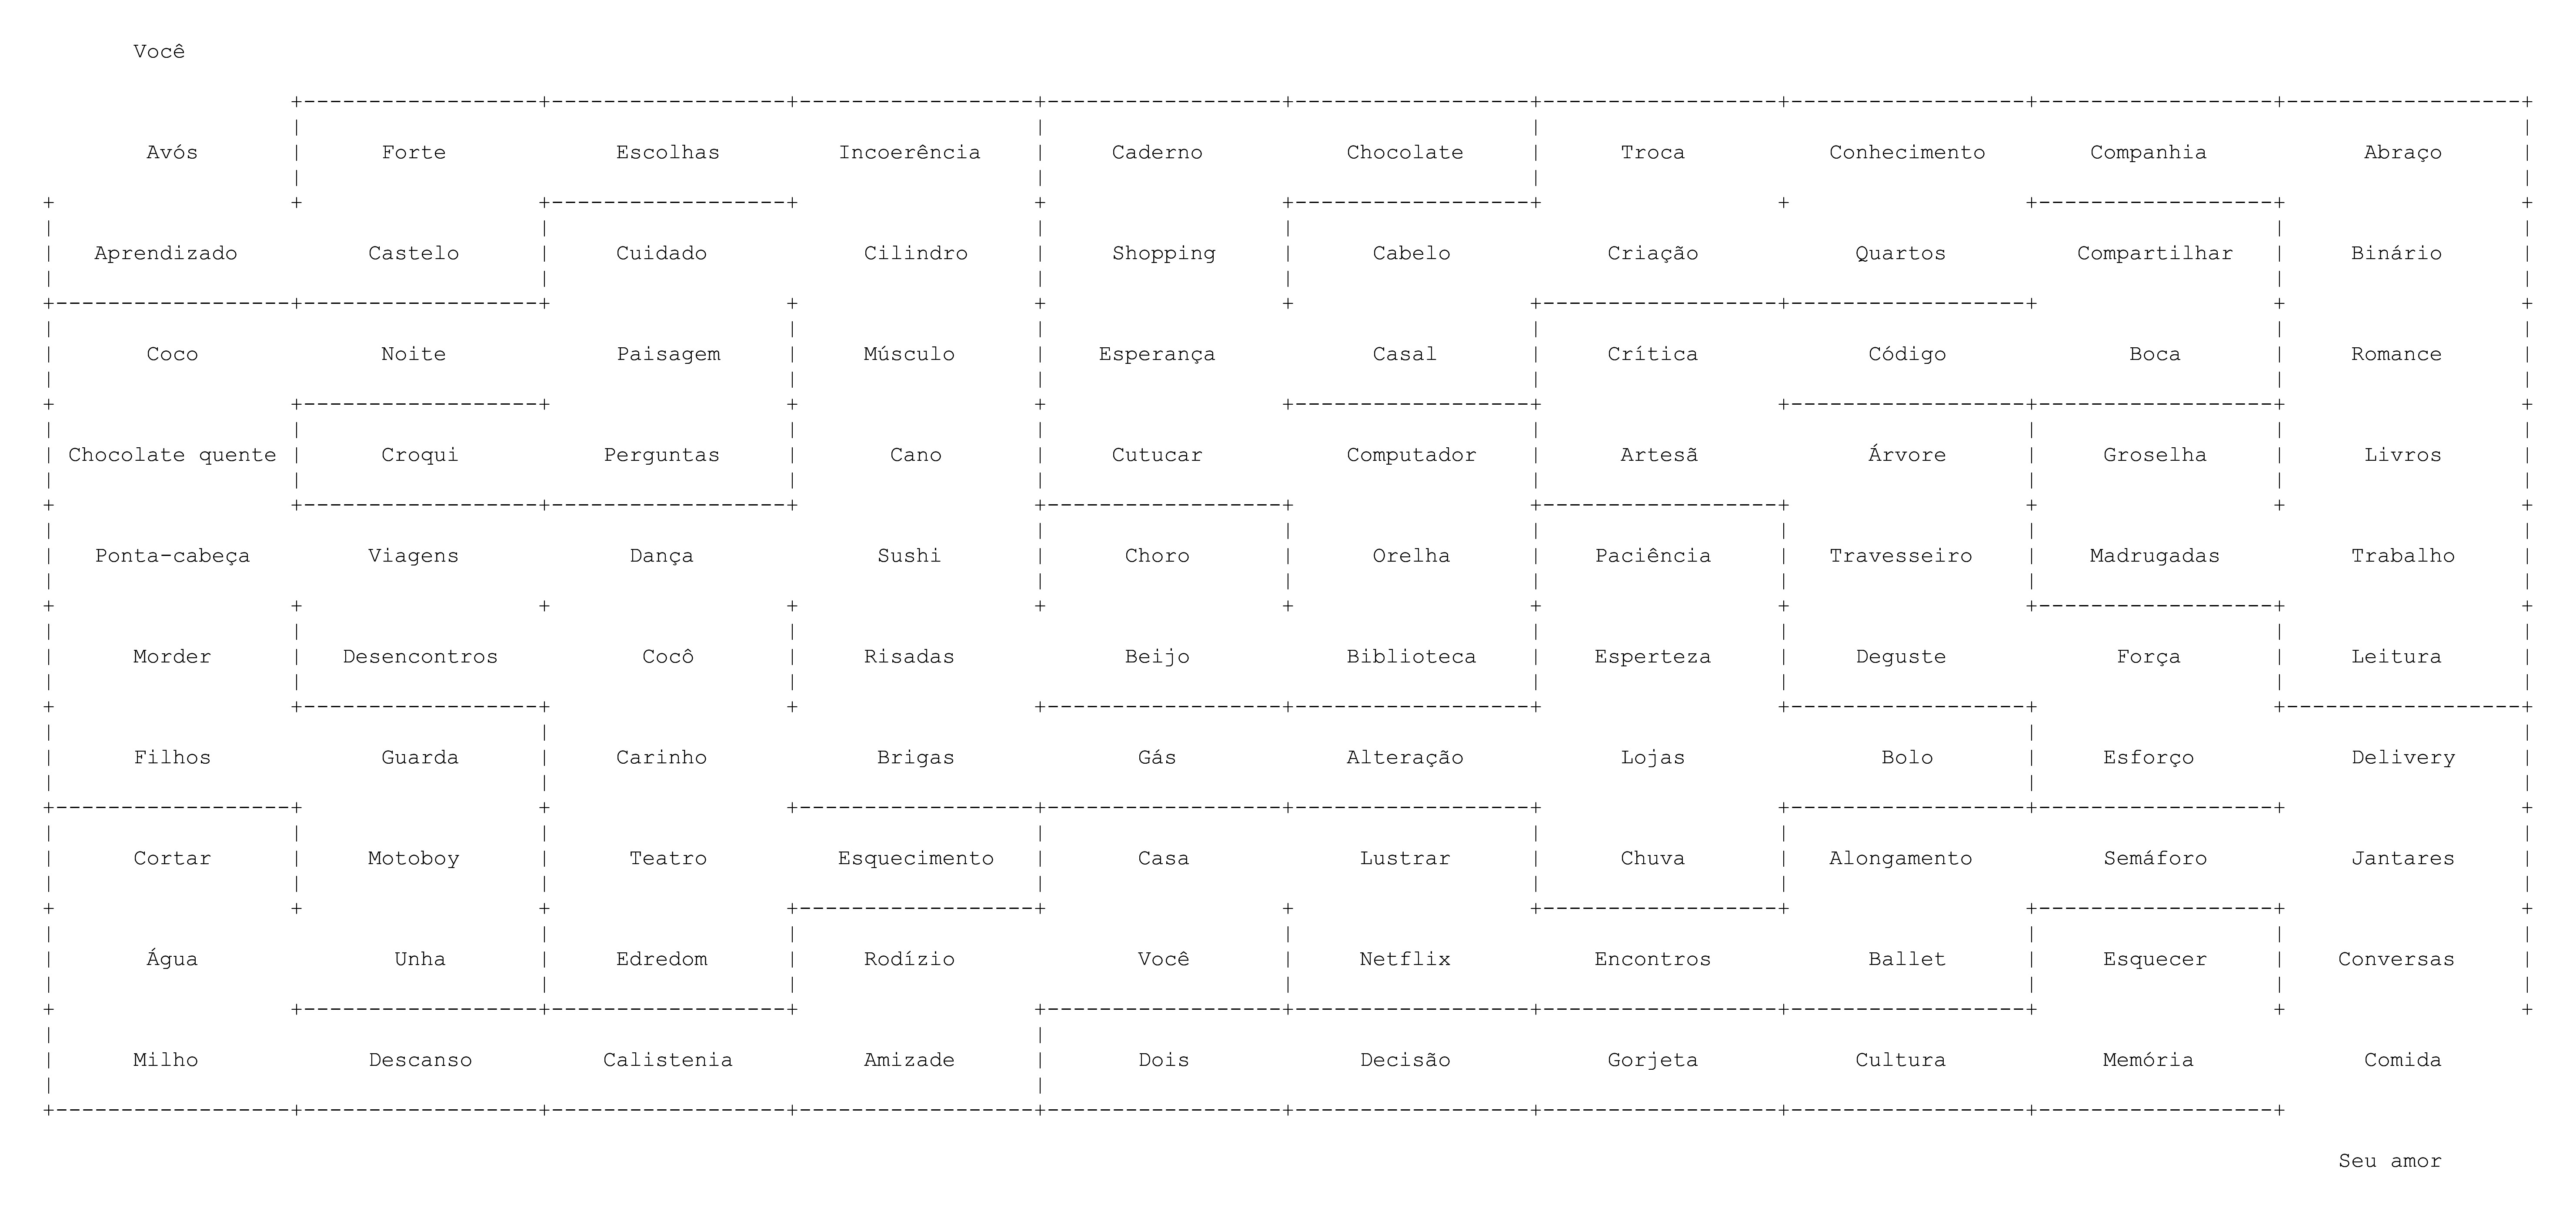 Você
Avós Forte Escolhas Incoerência Caderno Chocolate Troca Conhecimento Companhia Abraço
Aprendizado Castelo Cuidado Cilindro Shopping Cabelo Criação Quartos Compartilhar Binário
Coco Noite Paisagem Músculo Esperança Casal Crítica Código Boca Romance
Chocolate quente Croqui Perguntas Cano Cutucar Computador Artesã Árvore Groselha Livros
Ponta-cabeça Viagens Dança Sushi Choro Orelha Paciência Travesseiro Madrugadas Trabalho
Morder Desencontros Cocô Risadas Beijo Biblioteca Esperteza Deguste Força Leitura
Filhos Guarda Carinho Brigas Gás Alteração Lojas Bolo Esforço Delivery
Cortar Motoboy Teatro Esquecimento Casa Lustrar Chuva Alongamento Semáforo Jantares
Água Unha Edredom Rodízio Você Netflix Encontros Ballet Esquecer Conversas
Milho Descanso Calistenia Amizade Dois Decisão Gorjeta Cultura Memória Comida
Seu amor